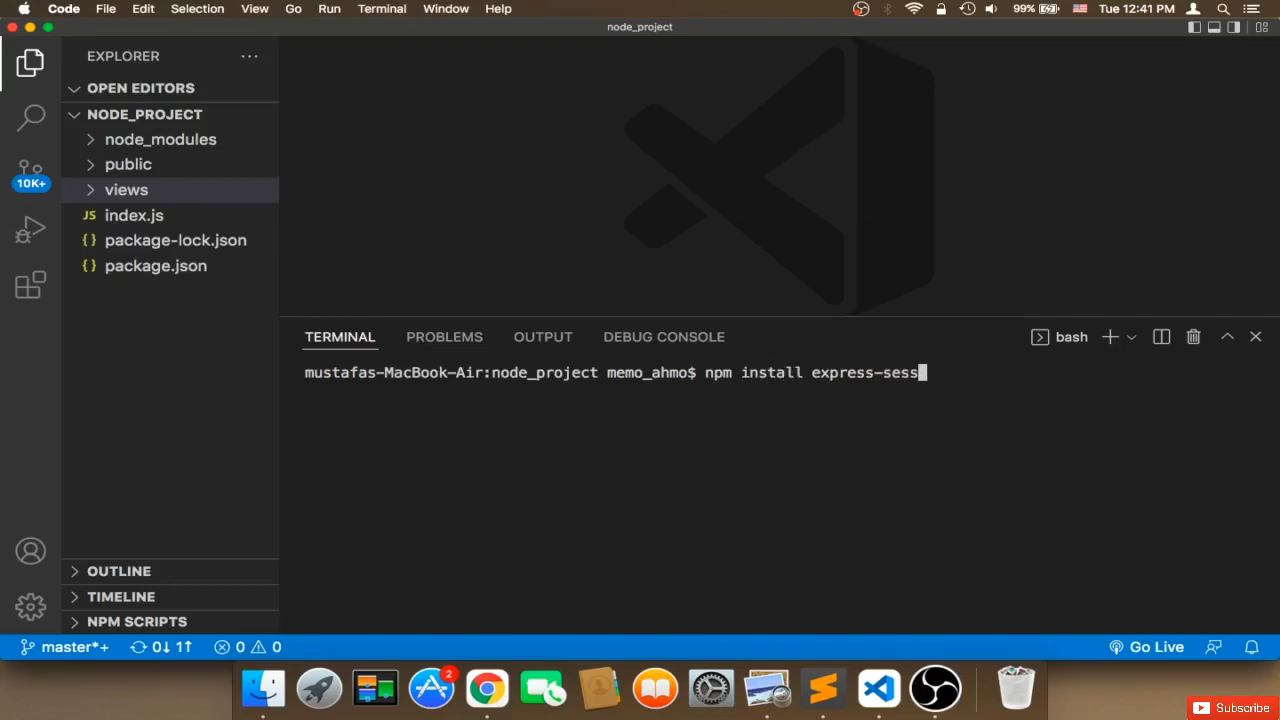 Code File Edit Selection View Go Run Terminal Window Help 99% Tue 12:41 PM
node_project
EXPLORER
OPEN EDITORS
NODE_PROJECT
node_modules
public
10K+
views
JS index.js
{} package-lock.json
{} package.json
TERMINAL PROBLEMS OUTPUT DEBUG CONSOLE bash
mustafas-MacBook-Air:node_project memo_ahmo$ npm install express-sess
OUTLINE
TIMELINE
NPM SCRIPTS
master*+ 0↓ 1↑ 0 0 Go Live
2
Subscribe